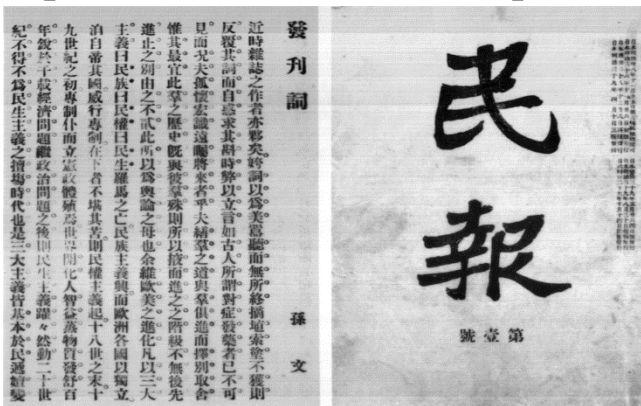 民報
第壹號
發刊詞
孫文
近時雜誌之作者亦夥矣姱詞以爲美囂聽而無所終摘埴索塗不獲則
反覆其詞而自惑求其斟時弊以立言如古人所謂對症發藥者已不可
見而況夫孤懷宏識遠矚將來者乎夫繕羣之道與羣俱進而擇別取舍
惟其最宜此羣之歷史旣與彼羣殊則所以掖而進之之階級不無後先
進止之別由之不貳此所以爲輿論之母也余維歐美之進化凡以三大
主義曰民族曰民權曰民生羅馬之亡民族主義興而歐洲各國以獨立
洎自帝其國威行專制在下者不堪其苦則民權主義起十八世之末十
九世紀之初專制仆而立憲政體殖焉世界開化人智益蒸物質發舒百
年銳於千載經濟問題繼政治問題之後則民生主義躍々然動二十世
紀不得不爲民生主義之擅塲時代也是三大主義皆基本於民遞嬗變